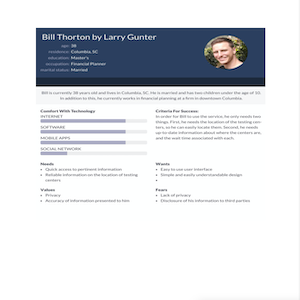 Bill Thorton by Larry Gunter
age: 38
residence: Columbia, SC
education: Master's
occupation: Financial Planner
marital status: Married
Bill is currently 38 years old and lives in Columbia, SC. He is married and has two children under the age of 10.
In addition to this, he currently works in financial planning at a firm in downtown Columbia.
Comfort With Technology
INTERNET
SOFTWARE
MOBILE APPS
SOCIAL NETWORK
Criteria For Success:
In order for Bill to use the service, he only needs two
things. First, he needs the location of the testing cen-
ters, so he can easily locate them. Second, he needs
up to date information about where the centers are,
and the wait time associated with each.
Needs
• Quick access to pertinent information
• Reliable information on the location of testing
centers
Wants
• Easy to use user interface
• Simple and easily understandable design
•
Values
• Privacy
• Accuracy of information presented to him
Fears
• Lack of privacy
• Disclosure of his information to third parties